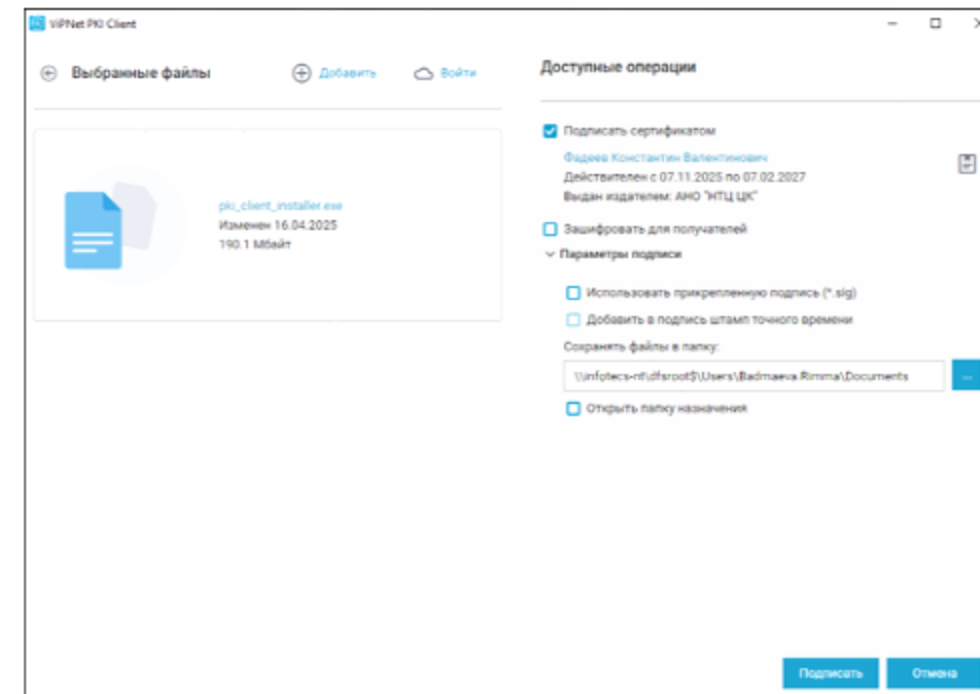 ViPNet PKI Client
Выбранные файлы
Добавить
Войти
pki_client_installer.exe
Изменен 16.04.2025
190.1 Мбайт
Доступные операции
Подписать сертификатом
Фадеев Константин Валентинович
Действителен с 07.11.2025 по 07.02.2027
Выдан издателем: АНО "НТЦ ЦК"
Зашифровать для получателей
Параметры подписи
Использовать прикрепленную подпись (*.sig)
Добавить в подпись штамп точного времени
Сохранять файлы в папку:
\\infotecs-nt\dfsroot$\Users\Badmaeva.Rimma\Documents
...
Открыть папку назначения
Подписать
Отмена